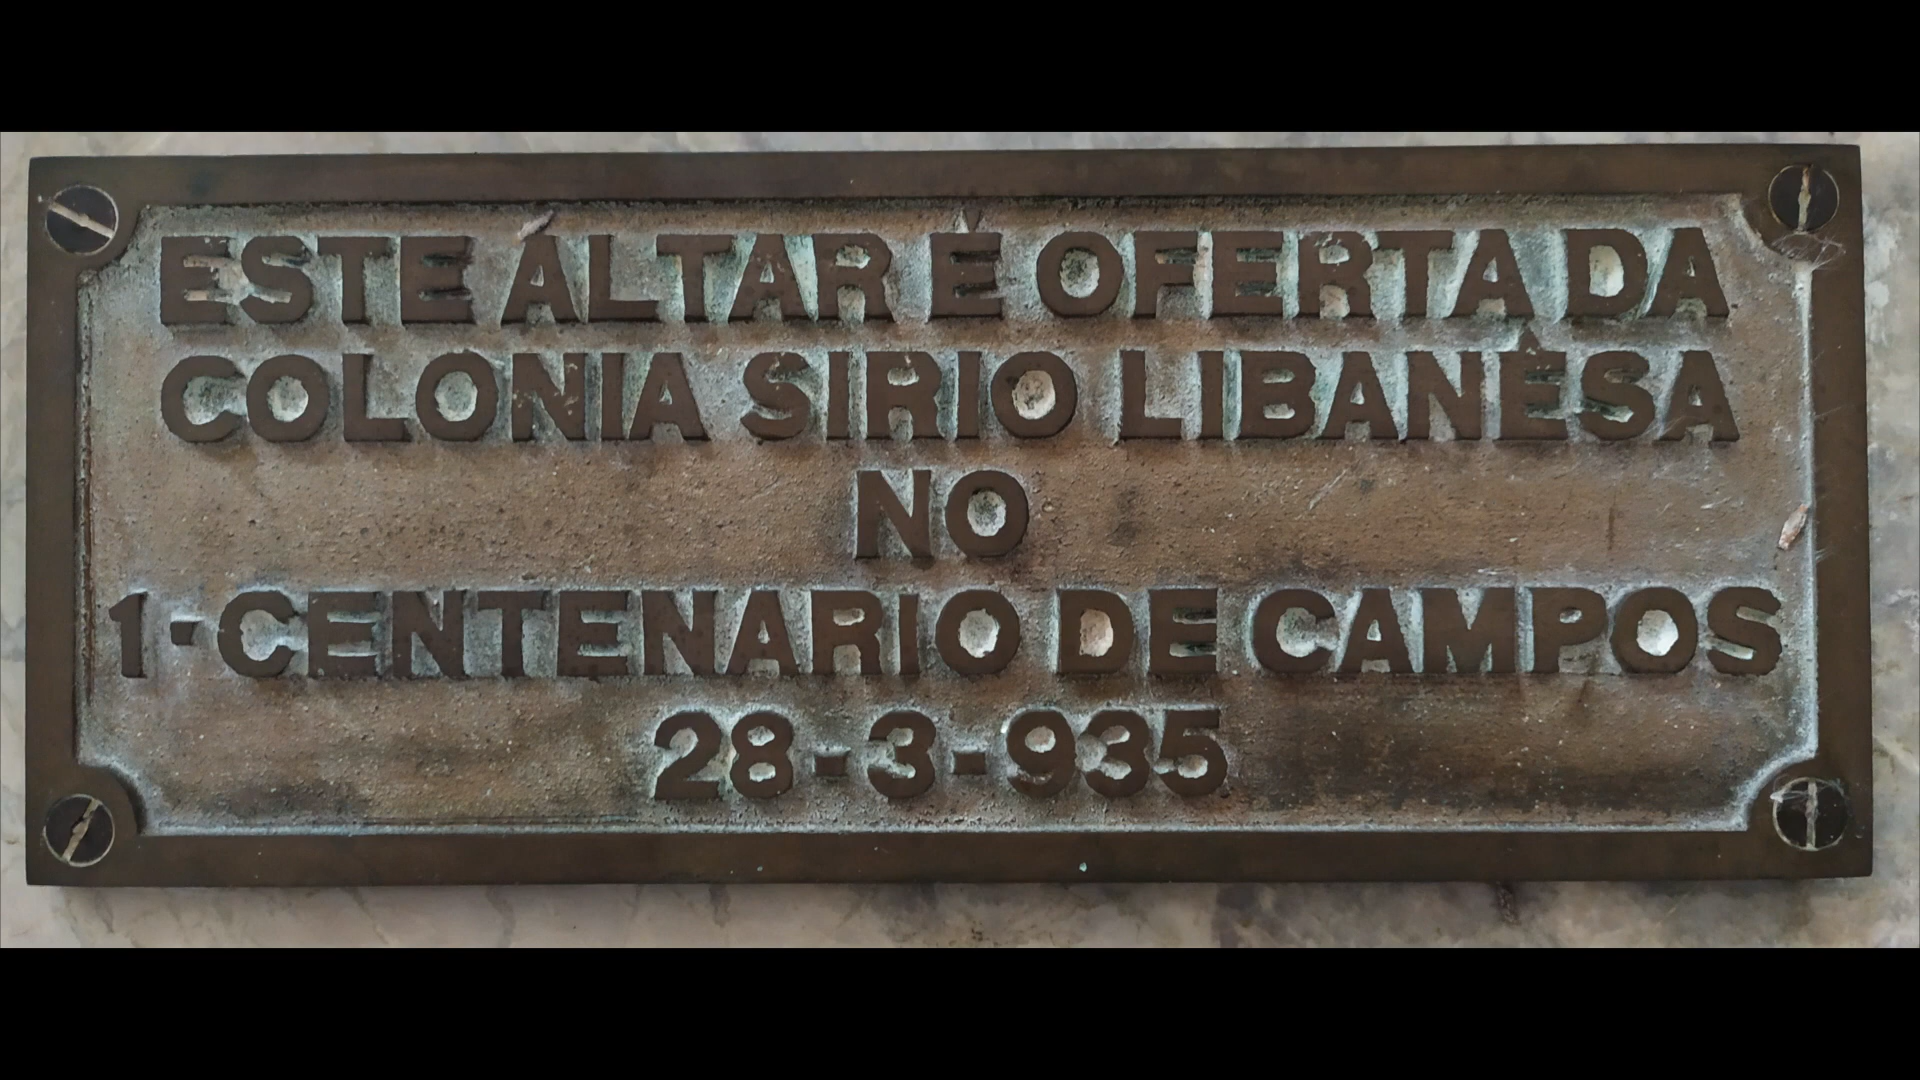 ESTE ÁLTAR É OFERTA DA
COLONIA SIRIO LIBANÊSA
NO
1-CENTENARIO DE CAMPOS
28-3-935